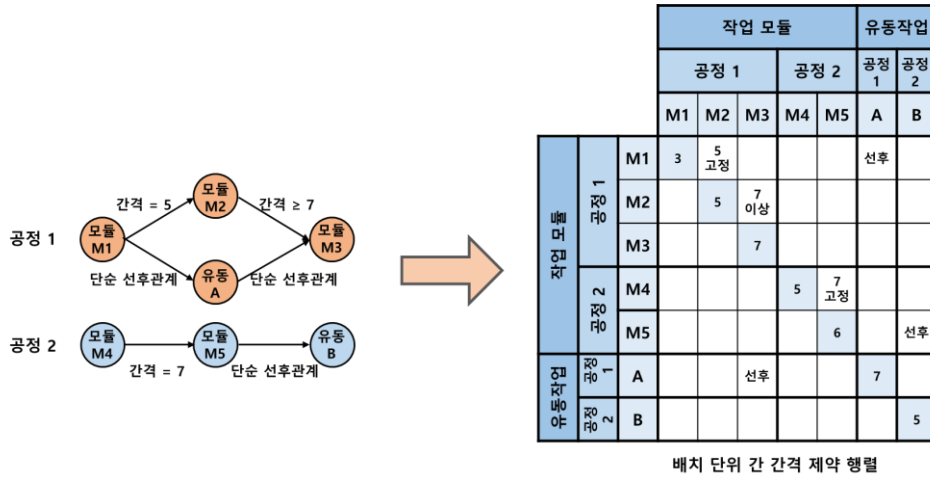 공정 1
모듈
M1
간격 = 5
모듈
M2
간격 ≥ 7
모듈
M3
단순 선후관계
유동
A
단순 선후관계
공정 2
모듈
M4
간격 = 7
모듈
M5
단순 선후관계
유동
B
작업 모듈 유동작업
공정 1 공정 2 공정 1 공정 2
M1 M2 M3 M4 M5 A B
작업 모듈
공정 1
M1 3 5 고정 선후
M2 5 7 이상
M3 7
공정 2
M4 5 7 고정
M5 6 선후
유동작업
공정 1 A 선후 7
공정 2 B 5
배치 단위 간 간격 제약 행렬